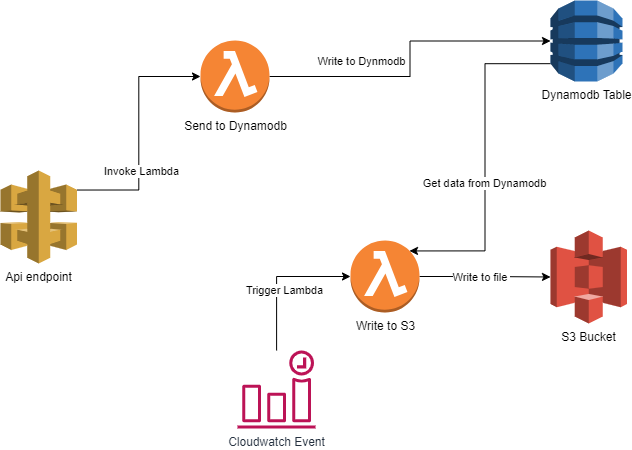 Write to Dynmodb
Dynamodb Table
Send to Dynamodb
Invoke Lambda
Get data from Dynamodb
Api endpoint
Trigger Lambda
Write to file
Write to S3
S3 Bucket
Cloudwatch Event